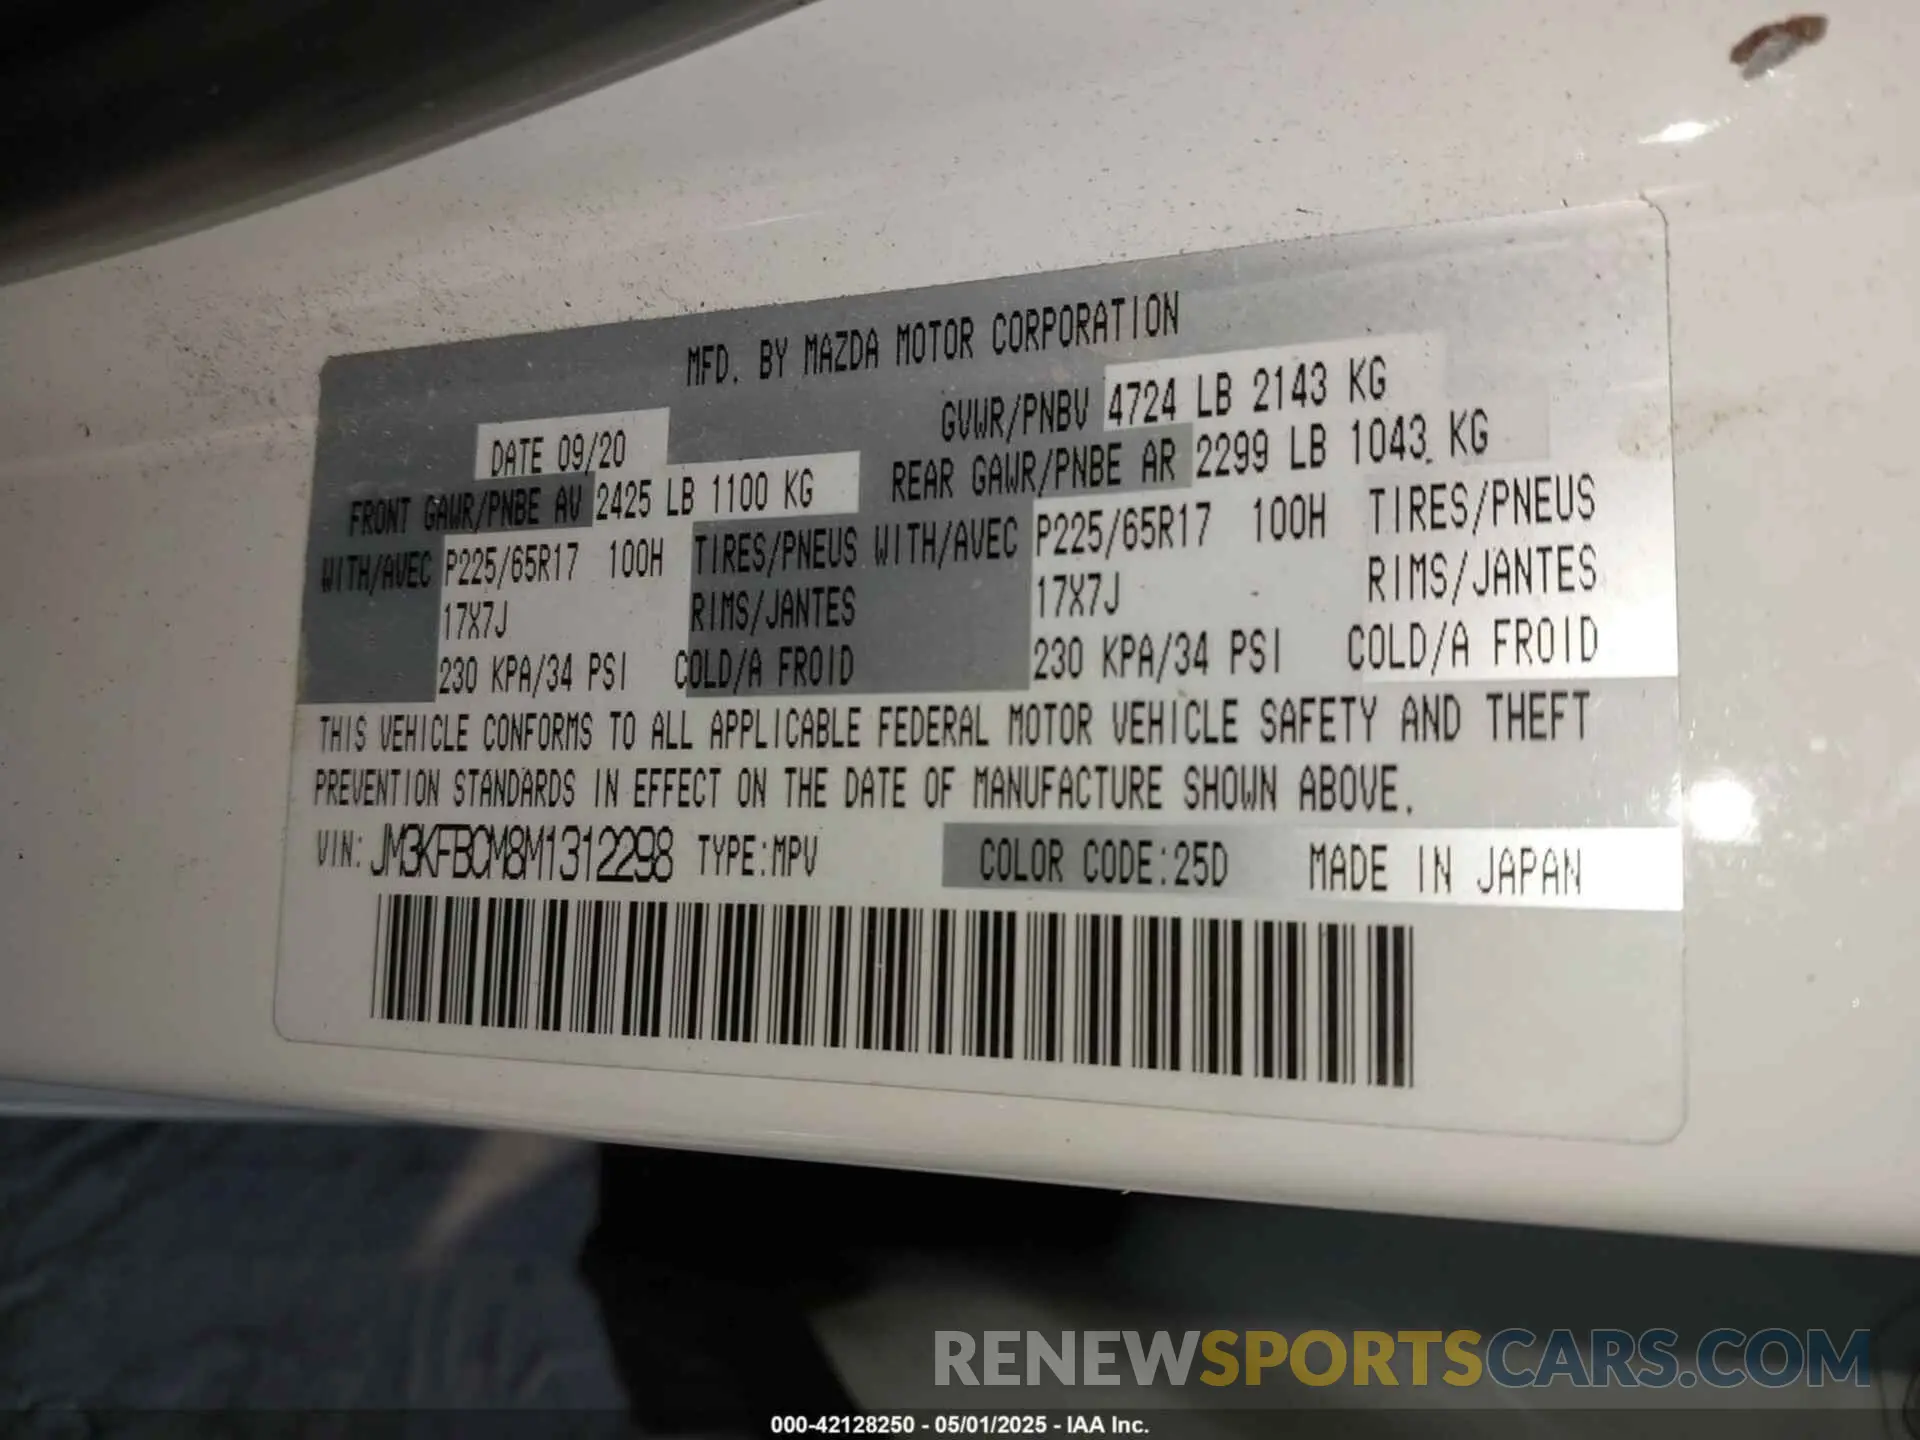 MFD. BY MAZDA MOTOR CORPORATION
DATE 09/20 GVWR/PNBV 4724 LB 2143 KG
FRONT GAWR/PNBE AV 2425 LB 1100 KG REAR GAWR/PNBE AR 2299 LB 1043 KG
WITH/AVEC P225/65R17 100H TIRES/PNEUS WITH/AVEC P225/65R17 100H TIRES/PNEUS
17X7J RIMS/JANTES 17X7J RIMS/JANTES
230 KPA/34 PSI COLD/A FROID 230 KPA/34 PSI COLD/A FROID
THIS VEHICLE CONFORMS TO ALL APPLICABLE FEDERAL MOTOR VEHICLE SAFETY AND THEFT
PREVENTION STANDARDS IN EFFECT ON THE DATE OF MANUFACTURE SHOWN ABOVE.
VIN: JM3KFBCM8M1312298 TYPE:MPV COLOR CODE:25D MADE IN JAPAN
RENEWSPORTSCARS.COM
000-42128250 - 05/01/2025 - IAA Inc.